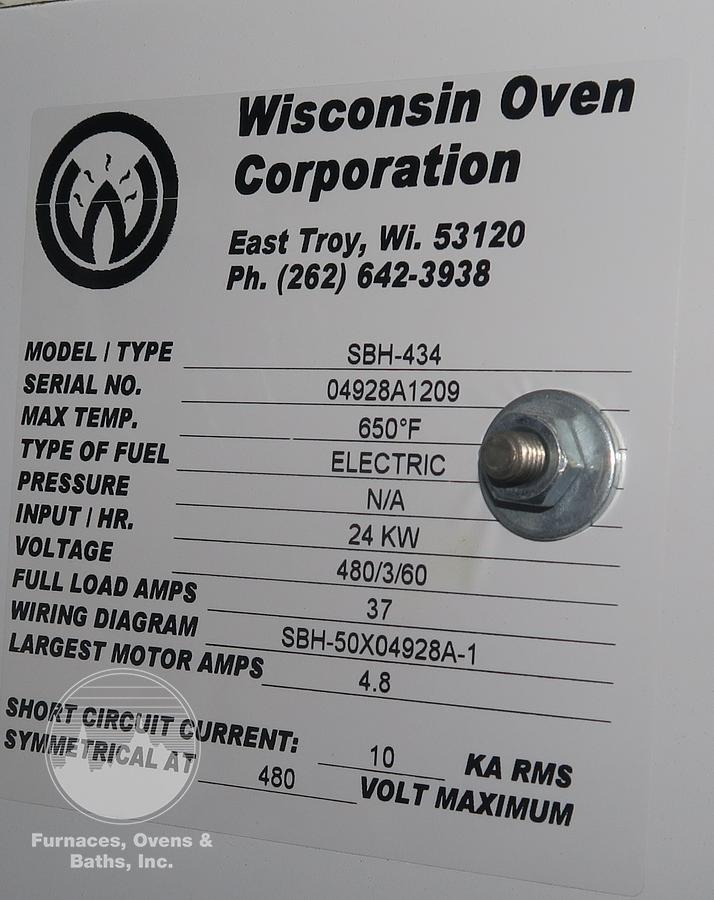 Wisconsin Oven
Corporation
East Troy, Wi. 53120
Ph. (262) 642-3938
MODEL / TYPE SBH-434
SERIAL NO. 04928A1209
MAX TEMP. 650°F
TYPE OF FUEL ELECTRIC
PRESSURE N/A
INPUT / HR. 24 KW
VOLTAGE 480/3/60
FULL LOAD AMPS 37
WIRING DIAGRAM SBH-50X04928A-1
LARGEST MOTOR AMPS 4.8
SHORT CIRCUIT CURRENT: 10 KA RMS
SYMMETRICAL AT 480 VOLT MAXIMUM
Furnaces, Ovens &
Baths, Inc.